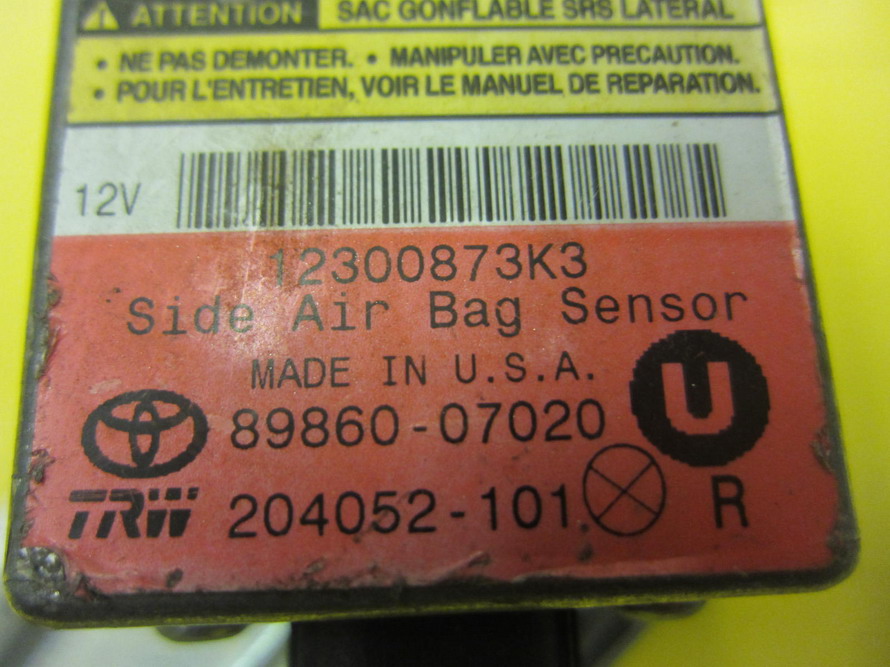 ATTENTION SAC GONFLABLE SRS LATERAL
• NE PAS DEMONTER. • MANIPULER AVEC PRECAUTION.
• POUR L'ENTRETIEN, VOIR LE MANUEL DE REPARATION.
12V
12300873K3
Side Air Bag Sensor
MADE IN U.S.A.
U
89860-07020
TRW 204052-101
R